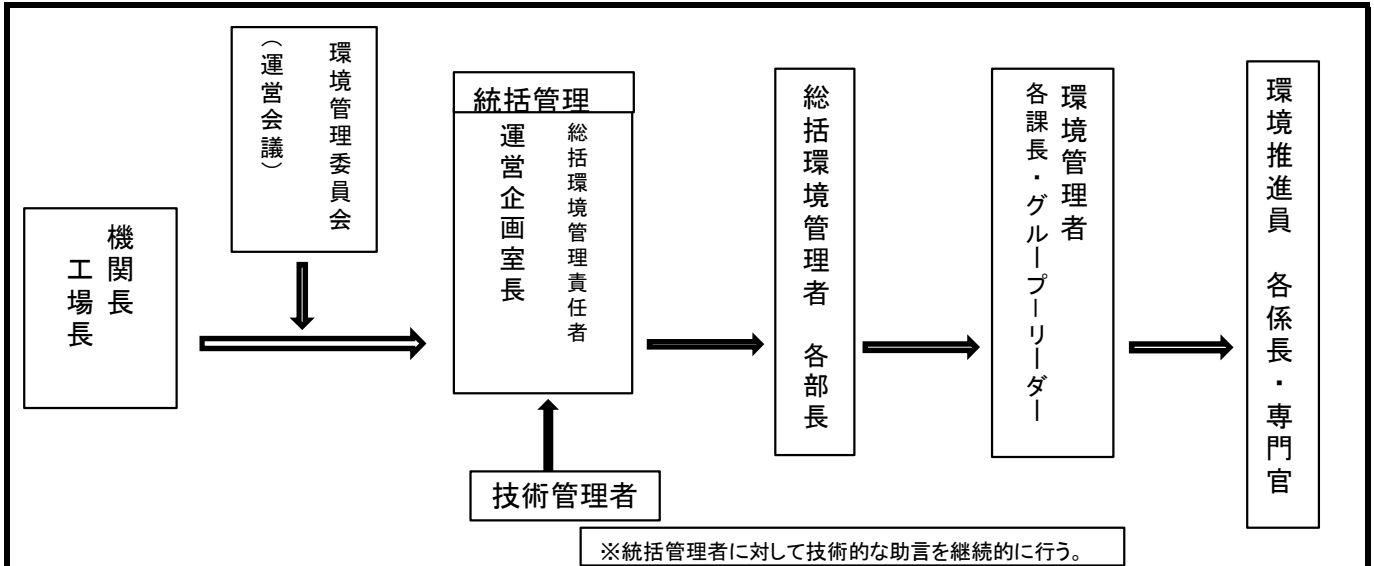 機関長
工場長
環境管理委員会
（運営会議）
統括管理
総括環境管理責任者
運営企画室長
技術管理者
※統括管理者に対して技術的な助言を継続的に行う。
総括環境管理者　各部長
環境管理者
各課長・グループーリーダー
環境推進員　各係長・専門官